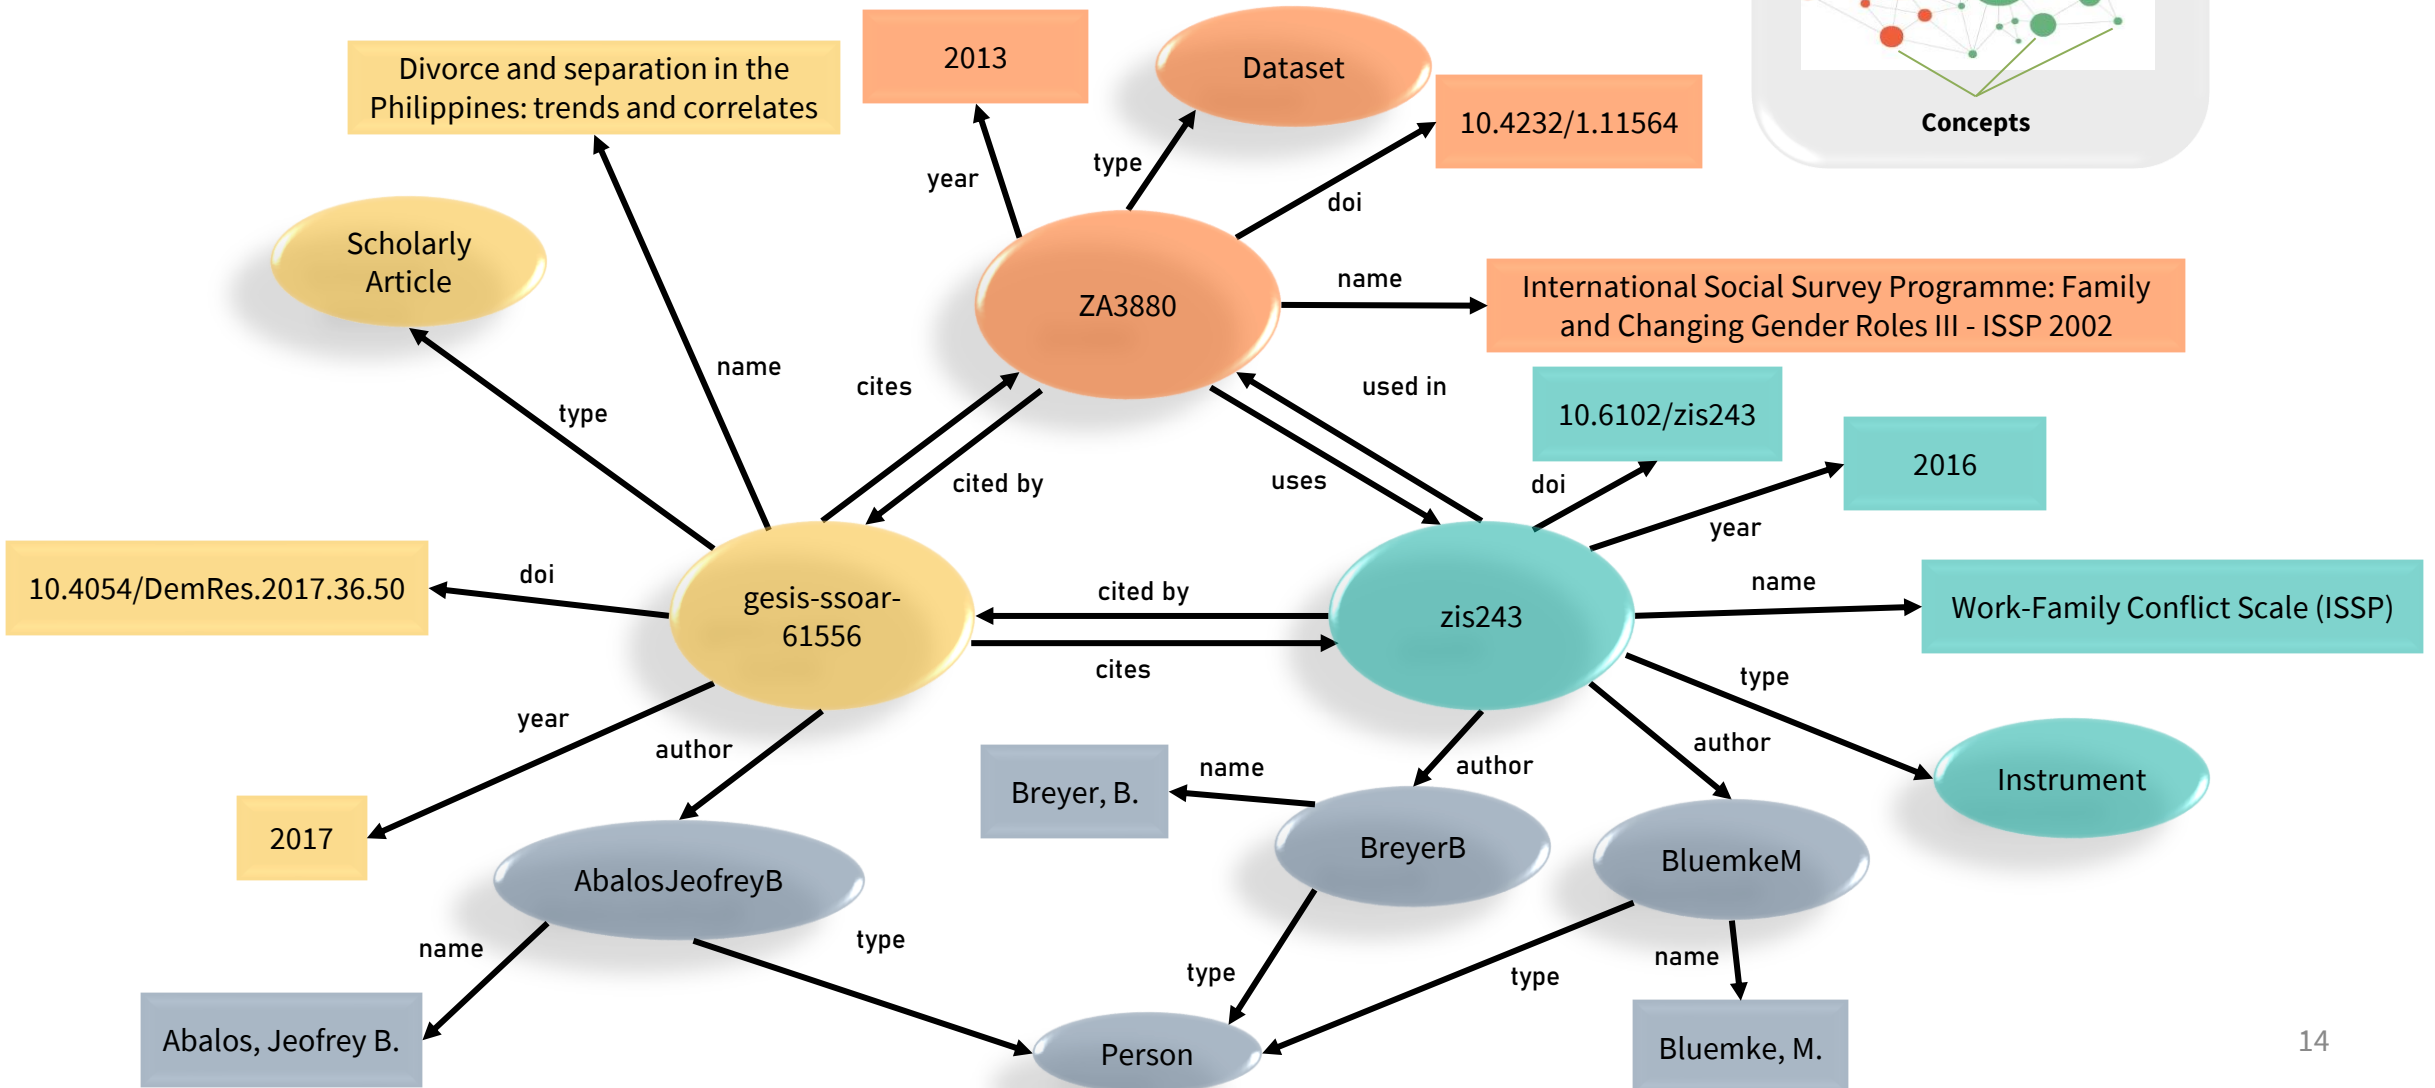 2013
Dataset
Divorce and separation in the
Philippines: trends and correlates
10.4232/1.11564
Concepts
type
year
doi
Scholarly
Article
name
International Social Survey Programme: Family
and Changing Gender Roles III - ISSP 2002
ZA3880
name
cites
used in
10.6102/zis243
type
2016
cited by
uses
doi
year
10.4054/DemRes.2017.36.50
doi
gesis-ssoar-
61556
cited by
zis243
name
Work-Family Conflict Scale (ISSP)
cites
type
year
author
author
name
author
Instrument
Breyer, B.
2017
AbalosJeofreyB
BreyerB
BluemkeM
name
type
type
type
name
Abalos, Jeofrey B.
Person
Bluemke, M.
14